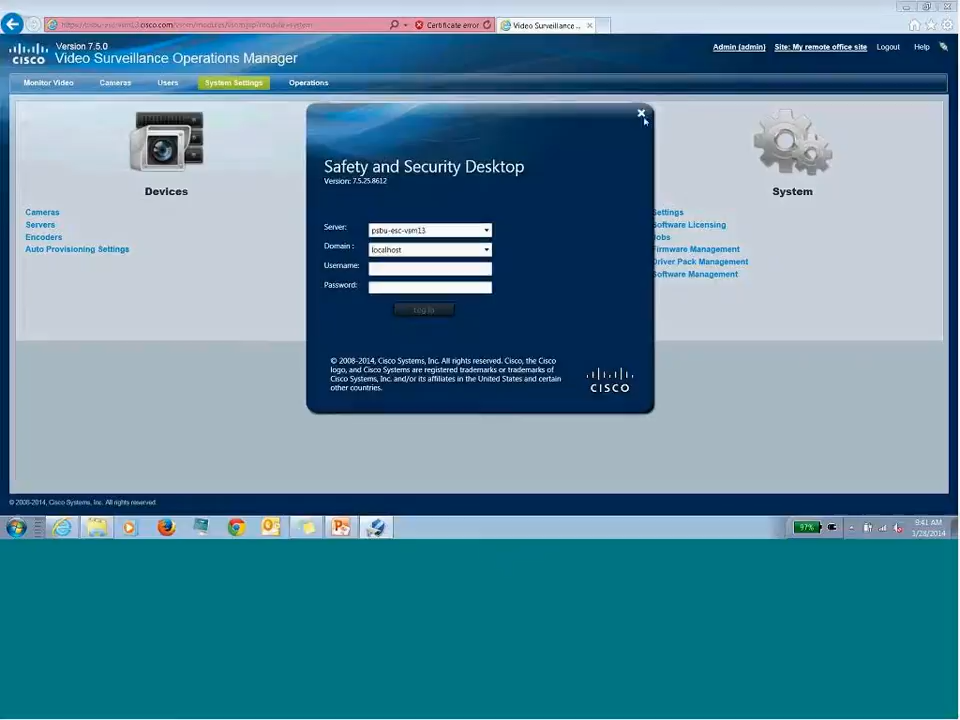 Certificate error
Video Surveillance ...
Version 7.5.0
Video Surveillance Operations Manager
CISCO
Admin (admin) Site: My remote office site Logout Help
Monitor Video Cameras Users System Settings Operations
Devices
Cameras
Servers
Encoders
Auto Provisioning Settings
Safety and Security Desktop
Version: 7.5.25.8612
Server: psbu-esc-vsm13
Domain : localhost
Username:
Password:
Log In
© 2008-2014, Cisco Systems, Inc. All rights reserved. Cisco, the Cisco
logo, and Cisco Systems are registered trademarks or trademarks of
Cisco Systems, Inc. and/or its affiliates in the United States and certain
other countries.
CISCO
System
Settings
Software Licensing
Jobs
Firmware Management
Driver Pack Management
Software Management
© 2008-2014, Cisco Systems, Inc. All rights reserved
97%
9:41 AM
3/28/2014